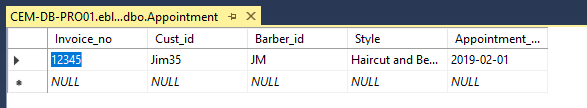 CEM-DB-PRO01.ebl...dbo.Appointment
Invoice_no Cust_id Barber_id Style Appointment_...
12345 Jim35 JM Haircut and Be... 2019-02-01
NULL NULL NULL NULL NULL